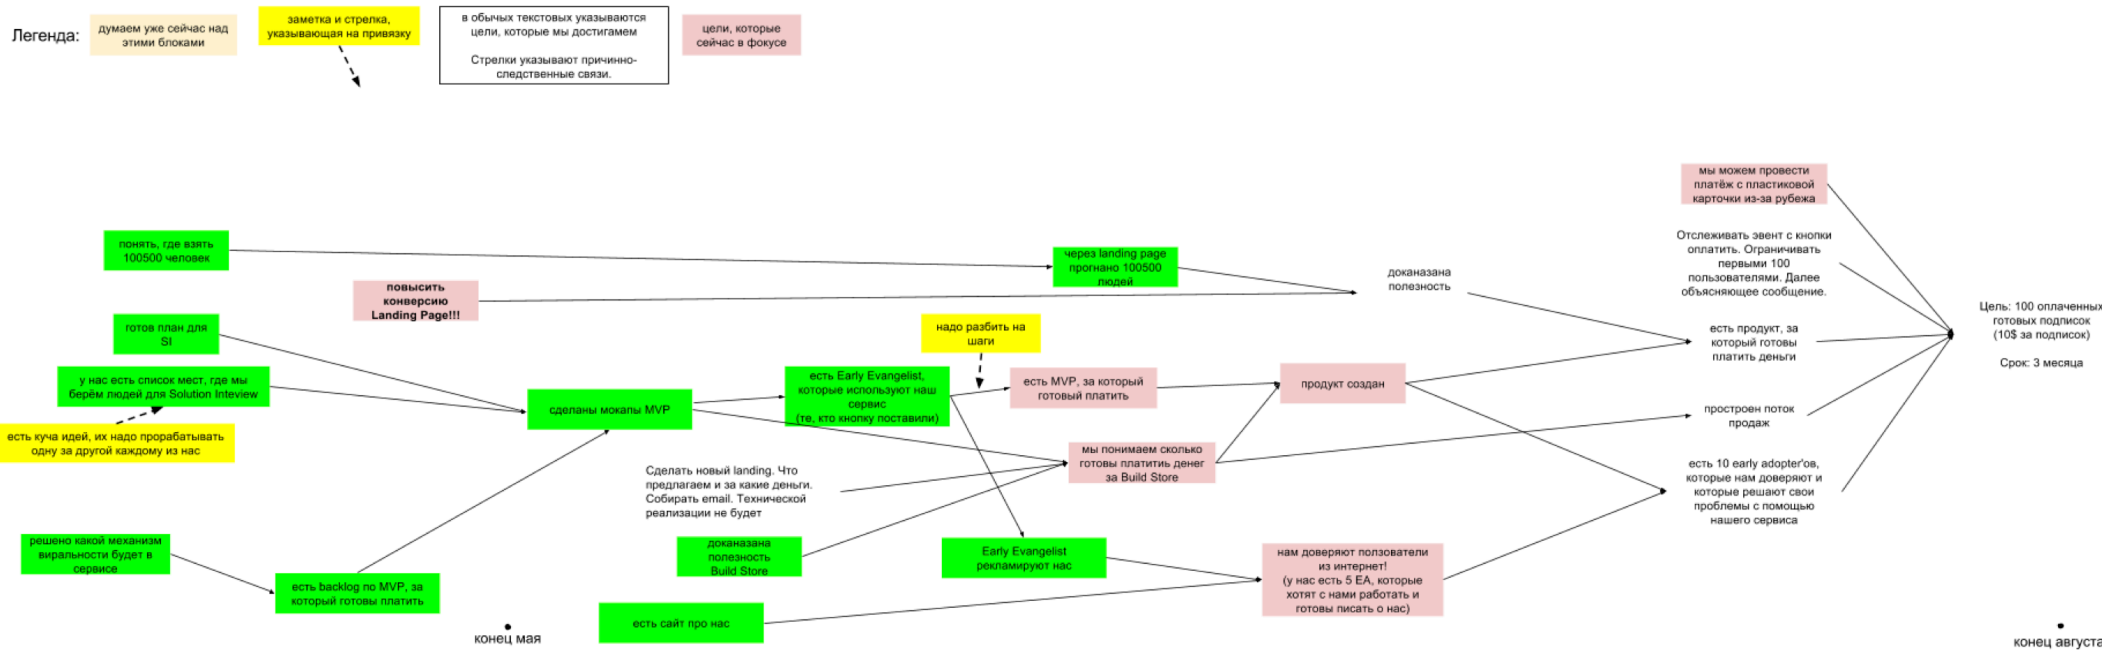 Легенда:
думаем уже сейчас над
этими блоками
заметка и стрелка,
указывающая на привязку
в обычых текстовых указываются
цели, которые мы достигамем
Стрелки указывают причинно-
следственные связи.
цели, которые
сейчас в фокусе
мы можем провести
платёж с пластиковой
карточки из-за рубежа
понять, где взять
100500 человек
через landing page
прогнано 100500
людей
Отслеживать эвент с кнопки
оплатить. Ограничивать
первыми 100
пользователями. Далее
объясняющее сообщение.
повысить
конверсию
Landing Page!!!
доканазана
полезность
Цель: 100 оплаченных
готовых подписок
(10$ за подписок)
Срок: 3 месяца
готов план для
SI
надо разбить на
шаги
есть продукт, за
который готовы
платить деньги
у нас есть список мест, где мы
берём людей для Solution Inteview
есть Early Evangelist,
которые используют наш
сервис
(те, кто кнопку поставили)
есть MVP, за который
готовый платить
продукт создан
сделаны мокапы MVP
простроен поток
продаж
есть куча идей, их надо прорабатывать
одну за другой каждому из нас
мы понимаем сколько
готовы платитиь денег
за Build Store
Сделать новый landing. Что
предлагаем и за какие деньги.
Собирать email. Технической
реализации не будет
есть 10 early adopter'ов,
которые нам доверяют и
которые решают свои
проблемы с помощью
нашего сервиса
решено какой механизм
виральности будет в
сервисе
доканазана
полезность
Build Store
Early Evangelist
рекламируют нас
нам доверяют ползователи
из интернет!
(у нас есть 5 EA, которые
хотят с нами работать и
готовы писать о нас)
есть backlog по MVP, за
который готовы платить
есть сайт про нас
конец мая
конец августа